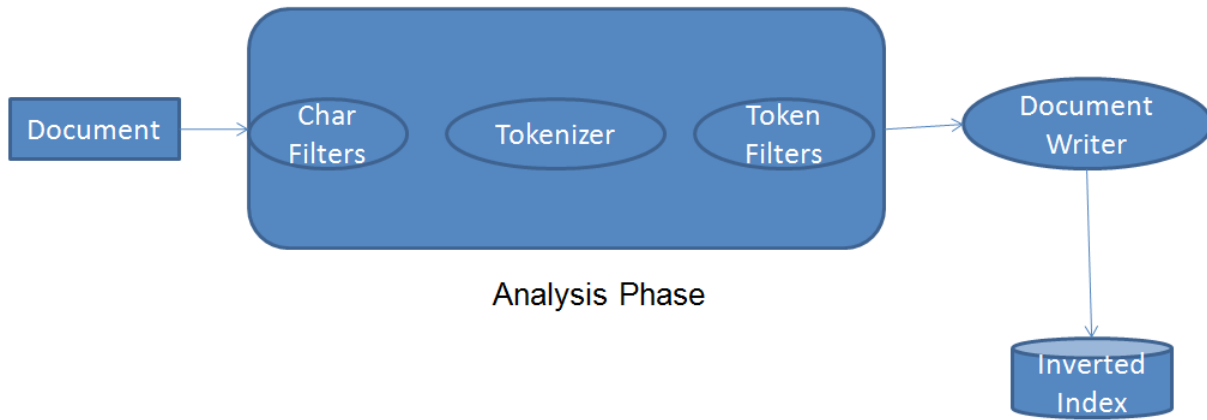 Document
Char
Filters
Tokenizer
Token
Filters
Document
Writer
Analysis Phase
Inverted
Index